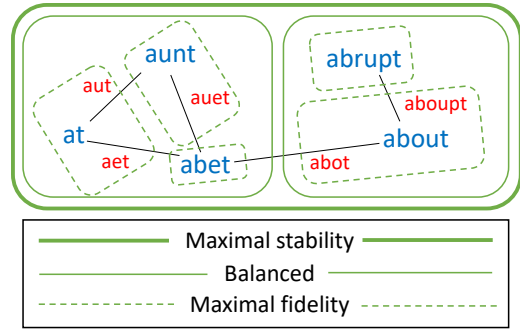 aunt
aut
auet
at
aet
abet
abrupt
aboupt
about
abot
Maximal stability
Balanced
Maximal fidelity